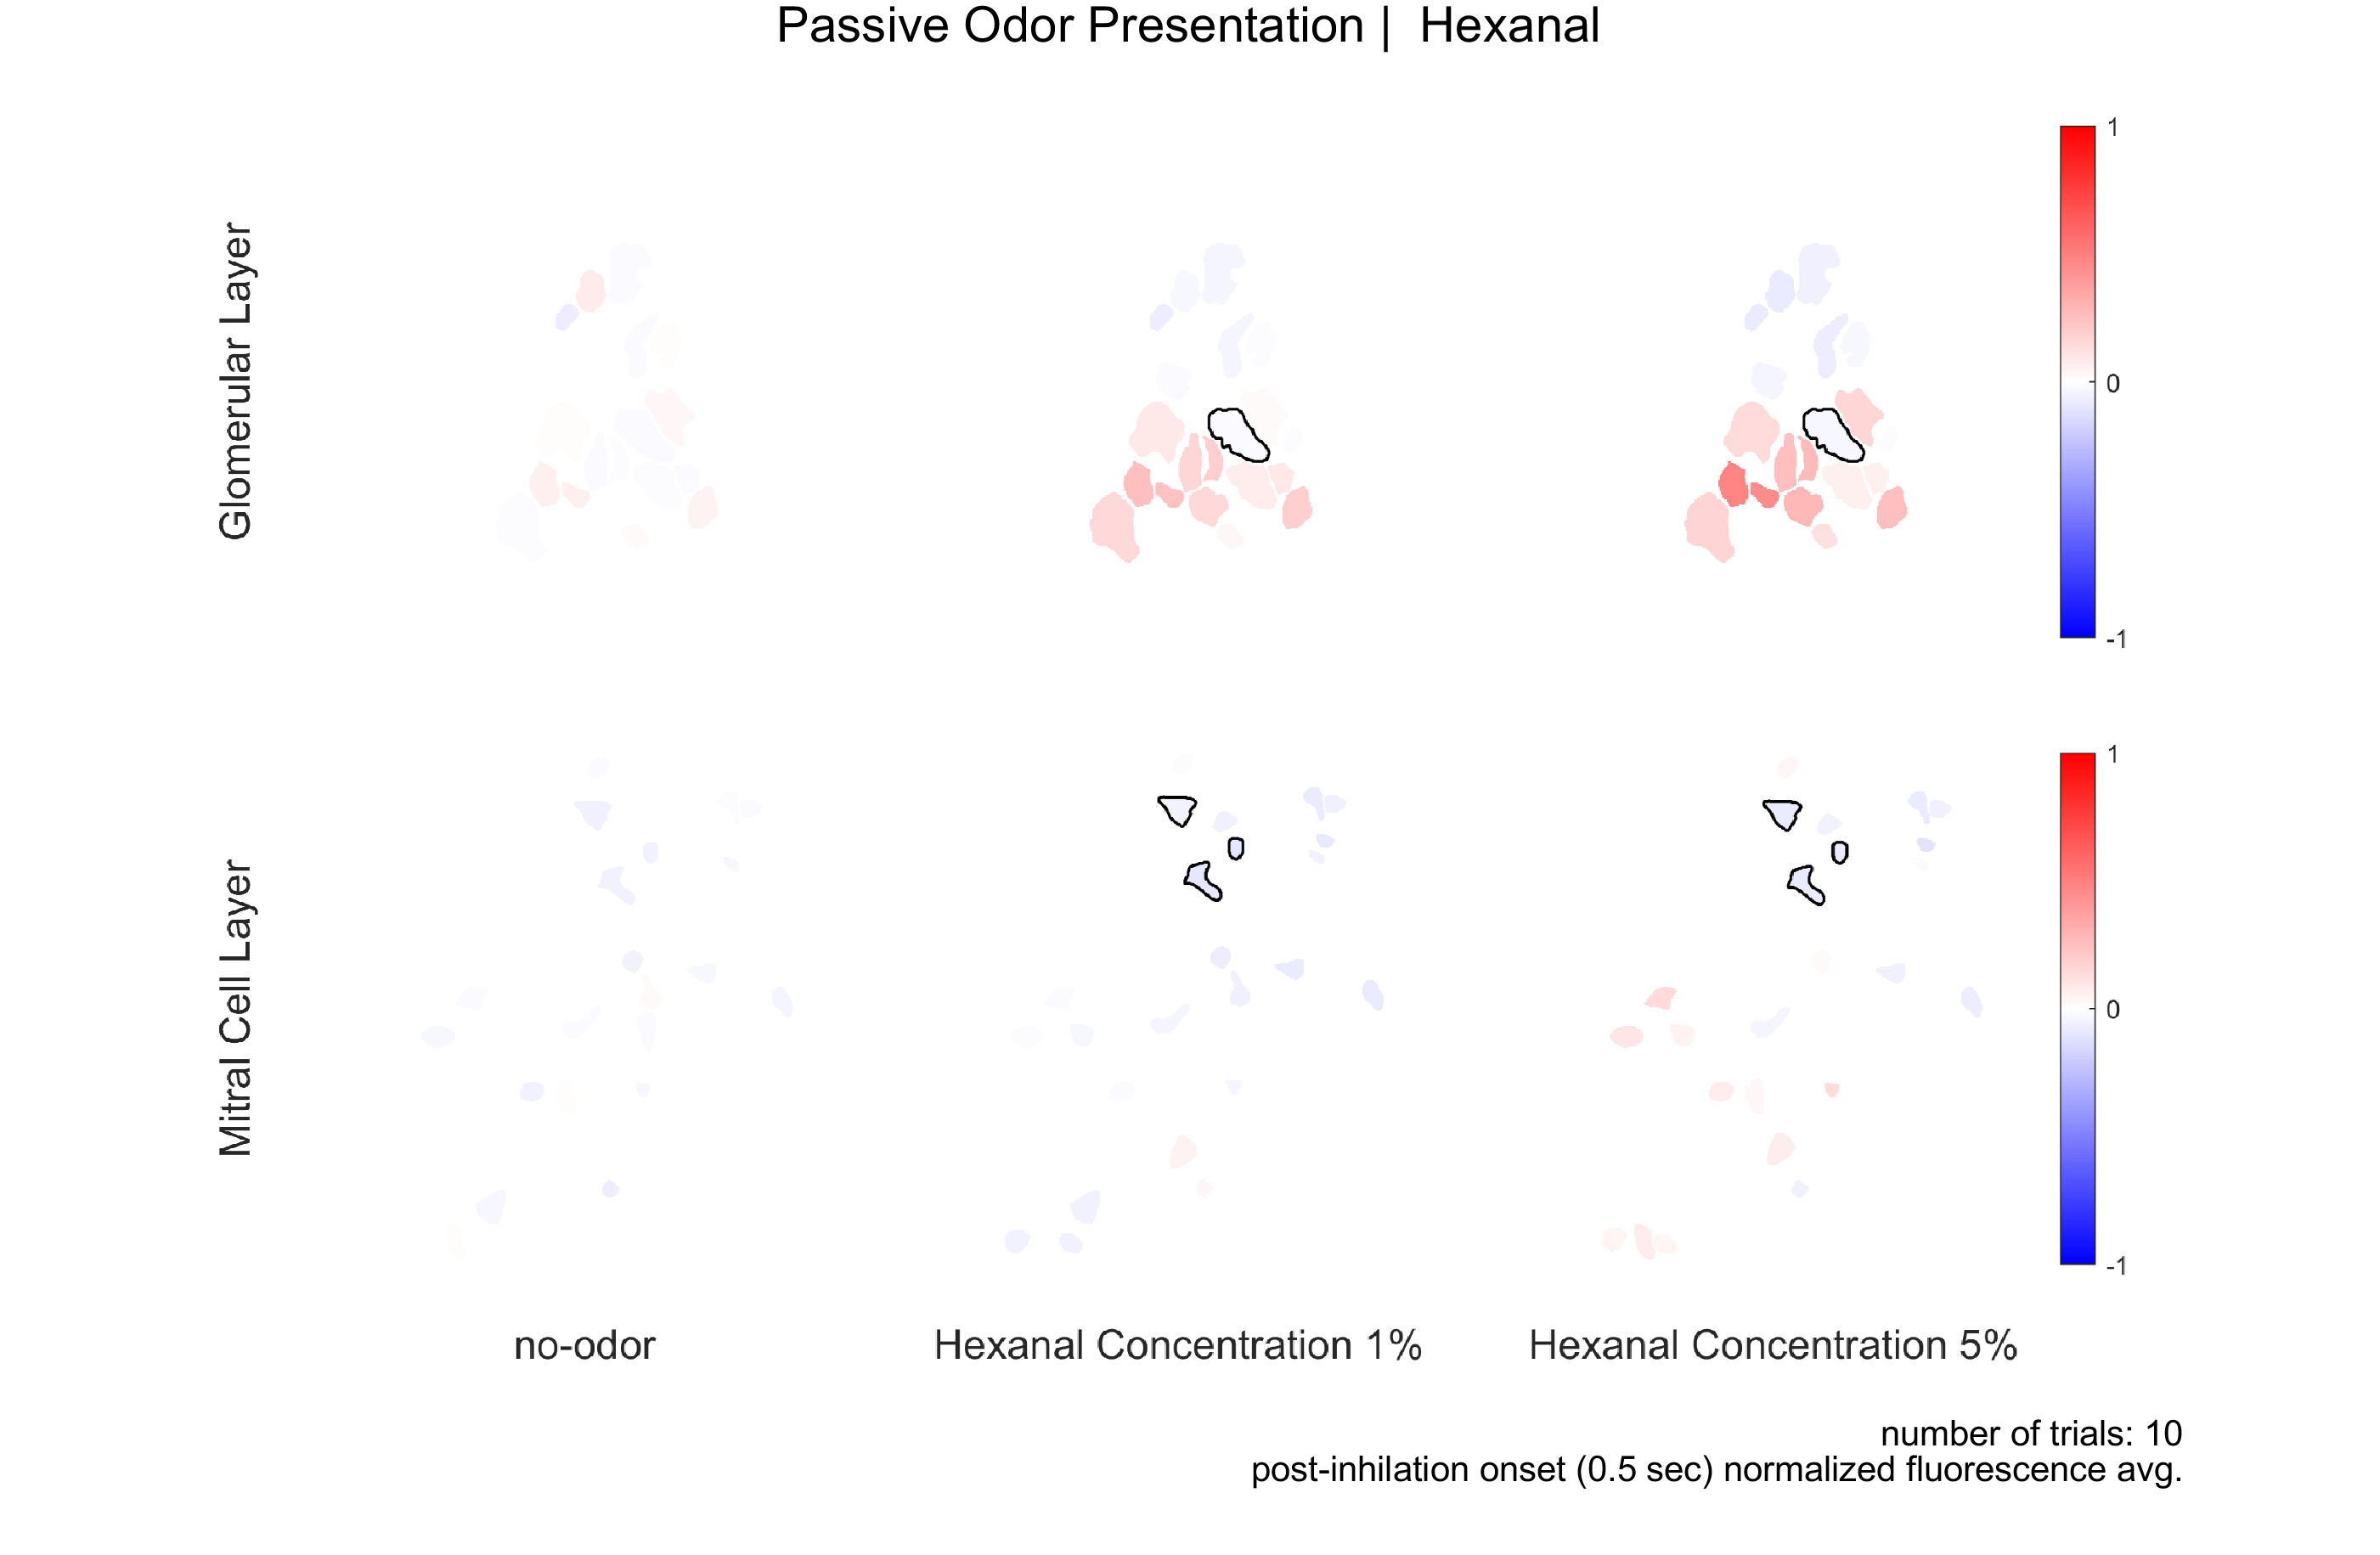 Passive Odor Presentation |  Hexanal
Glomerular Layer
1
0
-1
Mitral Cell Layer
1
0
-1
no-odor
Hexanal Concentration 1%
Hexanal Concentration 5%
number of trials: 10
post-inhilation onset (0.5 sec) normalized fluorescence avg.